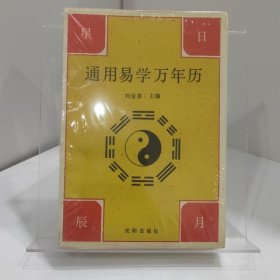 星 日
通用易学万年历
刘金雀 主编
辰 月
沈阳出版社